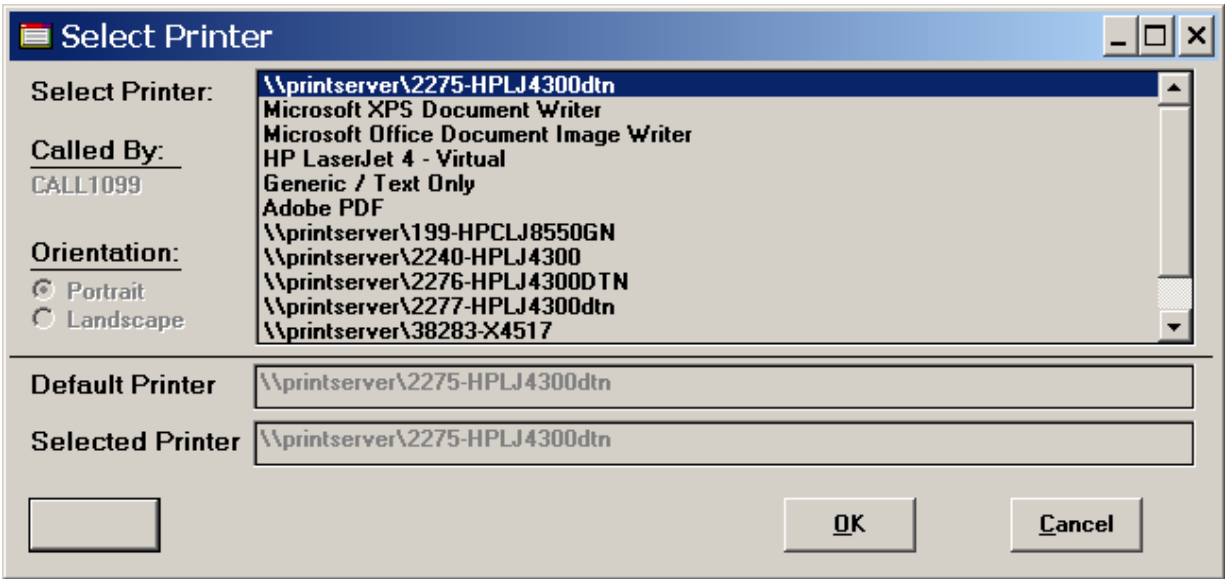 Select Printer
Select Printer:
\\printserver\2275-HPLJ4300dtn
Microsoft XPS Document Writer
Microsoft Office Document Image Writer
HP LaserJet 4 - Virtual
Generic / Text Only
Adobe PDF
\\printserver\199-HPCLJ8550GN
\\printserver\2240-HPLJ4300
\\printserver\2276-HPLJ4300DTN
\\printserver\2277-HPLJ4300dtn
\\printserver\38283-X4517
Called By:
CALL1099
Orientation:
Portrait
Landscape
Default Printer
\\printserver\2275-HPLJ4300dtn
Selected Printer
\\printserver\2275-HPLJ4300dtn
OK
Cancel